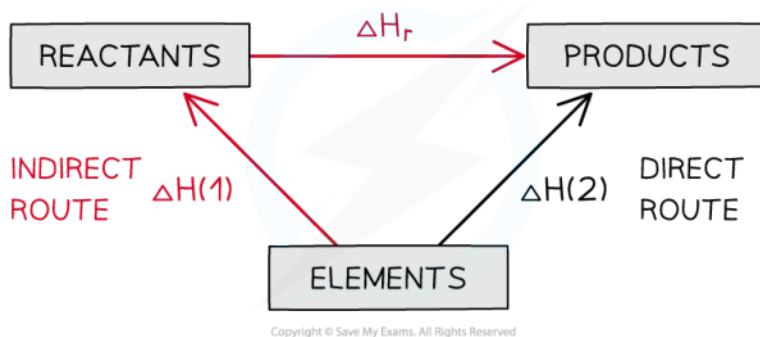 ΔHr
REACTANTS
PRODUCTS
INDIRECT
ROUTE
ΔH(1)
ΔH(2)
DIRECT
ROUTE
ELEMENTS
Copyright © Save My Exams. All Rights Reserved